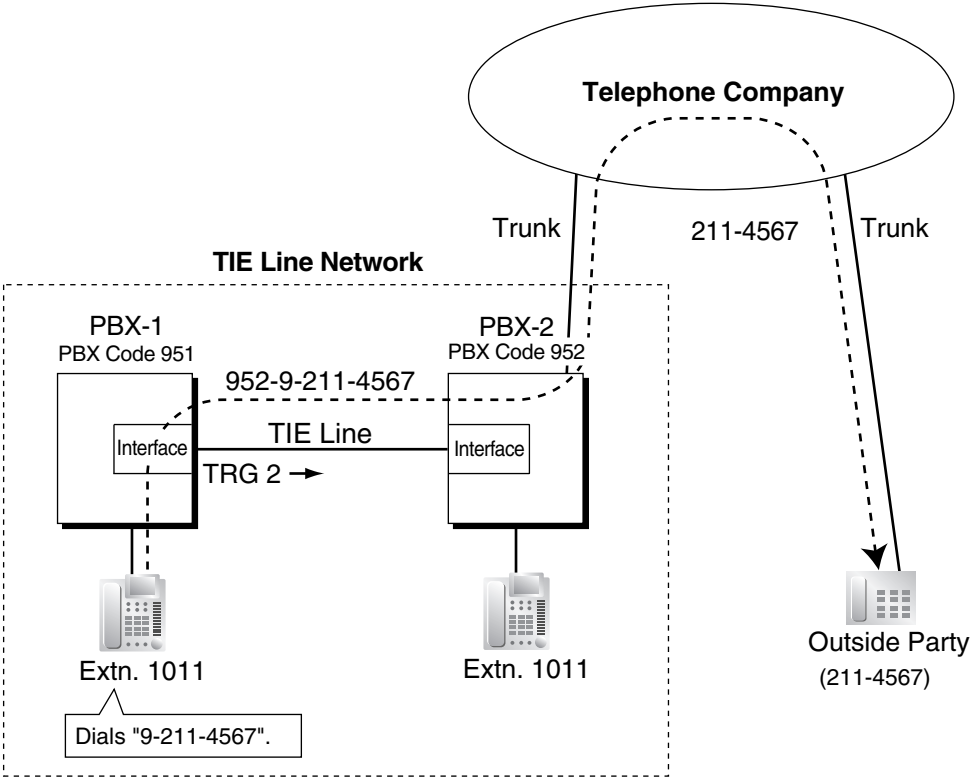 Telephone Company
Trunk
211-4567
Trunk
TIE Line Network
PBX-1
PBX Code 951
PBX-2
PBX Code 952
952-9-211-4567
Interface
TIE Line
Interface
TRG 2
Extn. 1011
Extn. 1011
Outside Party
(211-4567)
Dials "9-211-4567".